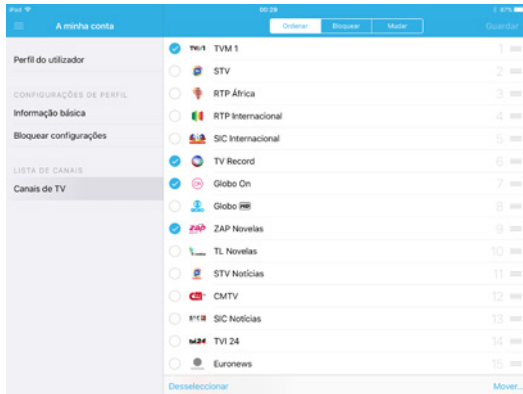 iPad
00:29
87%
A minha conta
Ordenar
Bloquear
Mudar
Guardar
Perfil do utilizador
CONFIGURAÇÕES DE PERFIL
Informação básica
Bloquear configurações
LISTA DE CANAIS
Canais de TV
TVM 1 1
STV 2
RTP África 3
RTP Internacional 4
SIC Internacional 5
TV Record 6
Globo On 7
Globo HD 8
zap ZAP Novelas 9
TL Novelas 10
STV Notícias 11
CMTV 12
SIC Notícias 13
tvi24 TVI 24 14
Euronews 15
Desseleccionar
Mover...